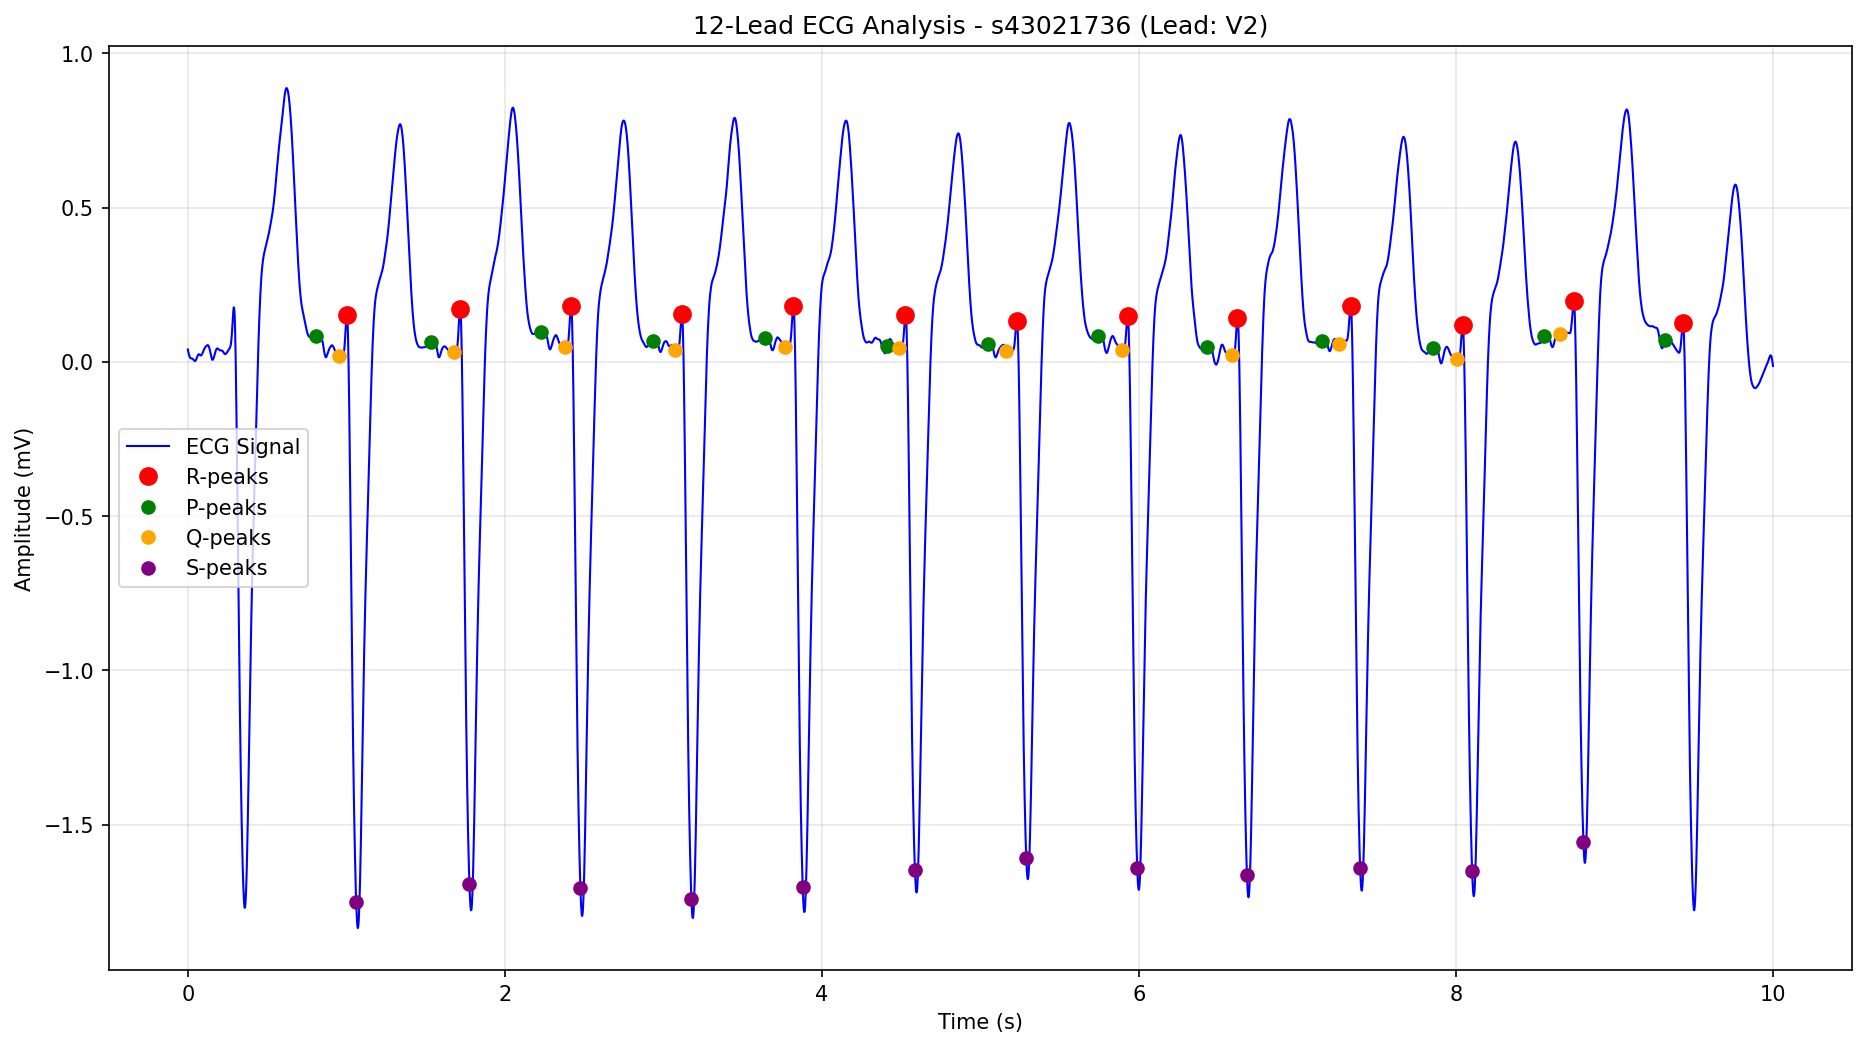 12-Lead ECG Analysis - s43021736 (Lead: V2)
1.0
0.5
0.0
−0.5
−1.0
−1.5
Amplitude (mV)
ECG Signal
R-peaks
P-peaks
Q-peaks
S-peaks
0
2
4
6
8
10
Time (s)